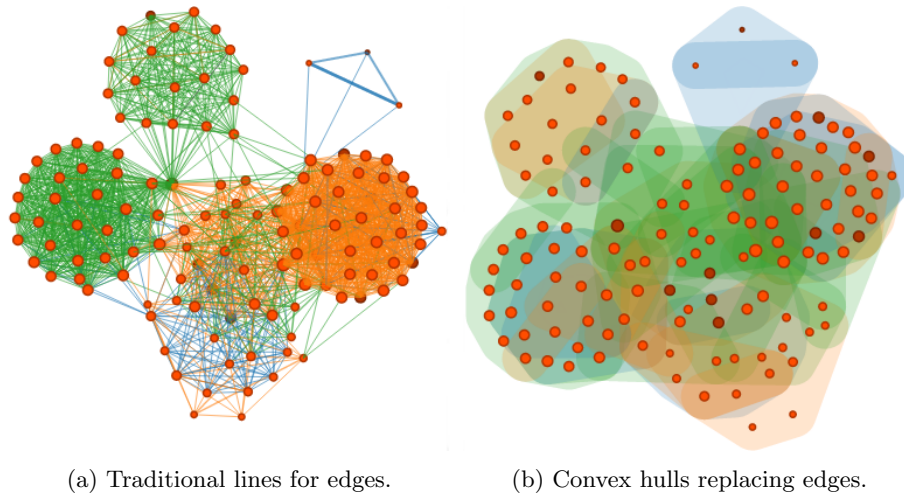 (a) Traditional lines for edges.
(b) Convex hulls replacing edges.